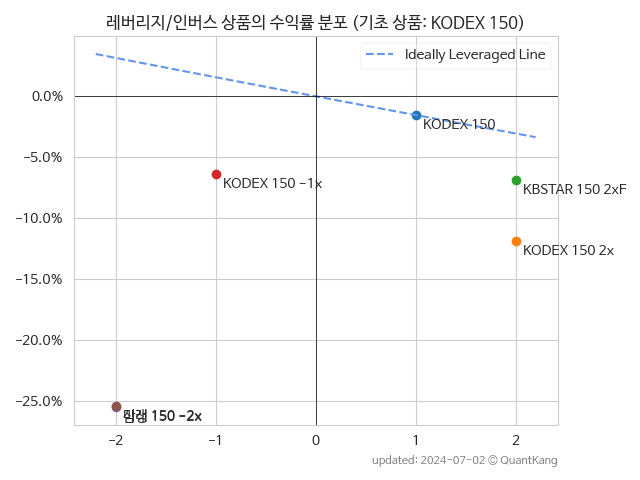 레버리지/인버스 상품의 수익률 분포 (기초 상품: KODEX 150)
Ideally Leveraged Line
0.0%
KODEX 150
−5.0%
KODEX 150 −1x
KBSTAR 150 2xF
−10.0%
KODEX 150 2x
−15.0%
−20.0%
−25.0%
150 −2x
−2
−1
0
1
2
updated: 2024-07-02 © QuantKang